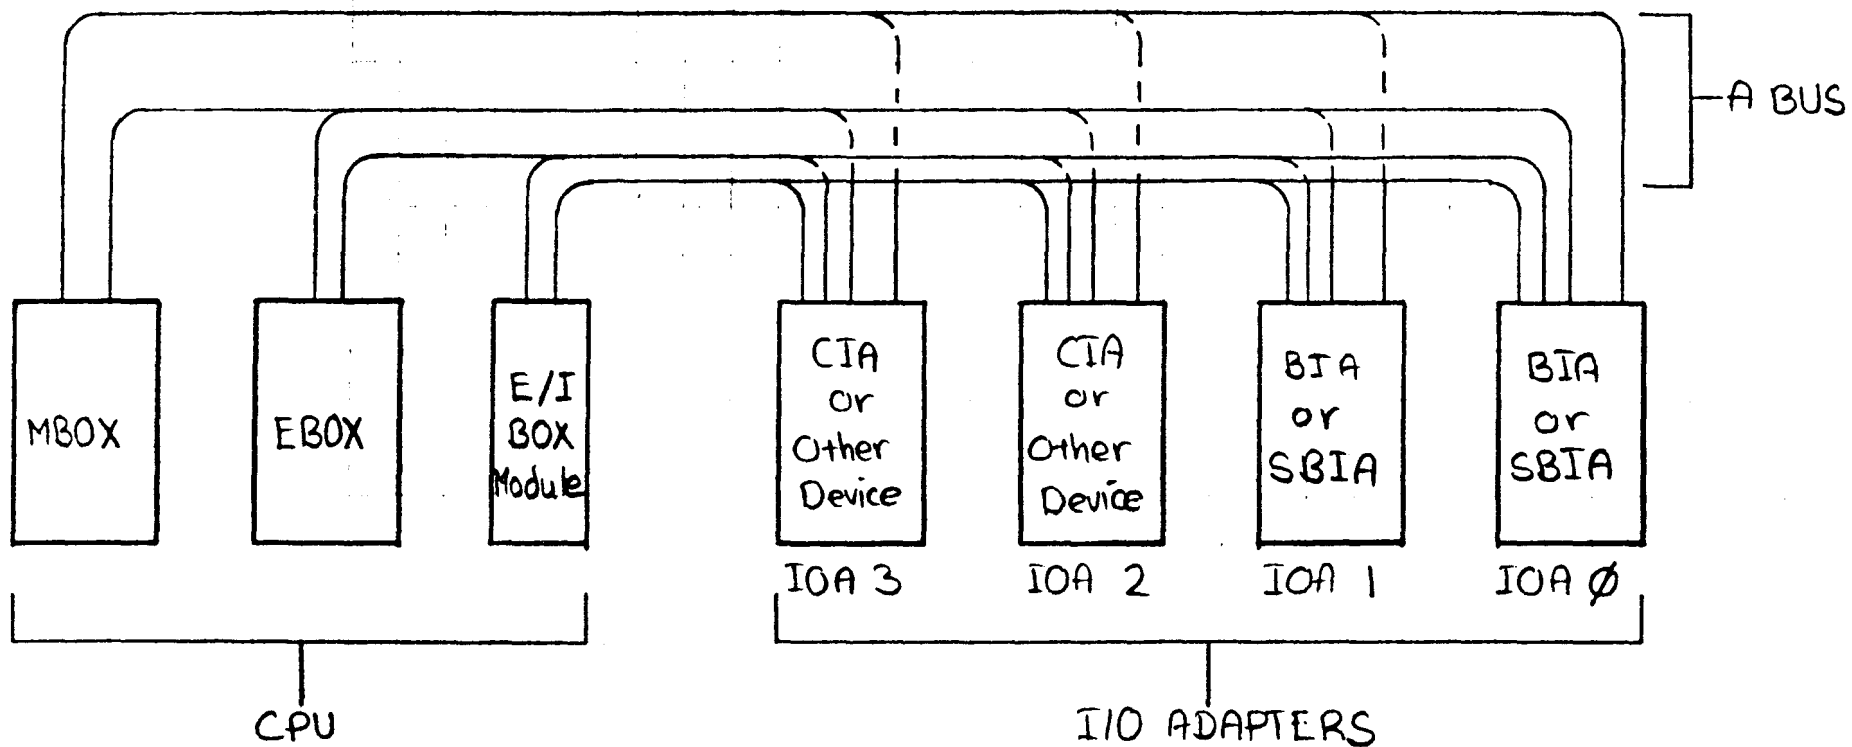 A BUS
MBOX
EBOX
E/I
BOX
Module
CIA
or
Other
Device
CIA
or
Other
Device
BIA
or
SBIA
BIA
or
SBIA
IOA 3
IOA 2
IOA 1
IOA Ø
CPU
I/O ADAPTERS